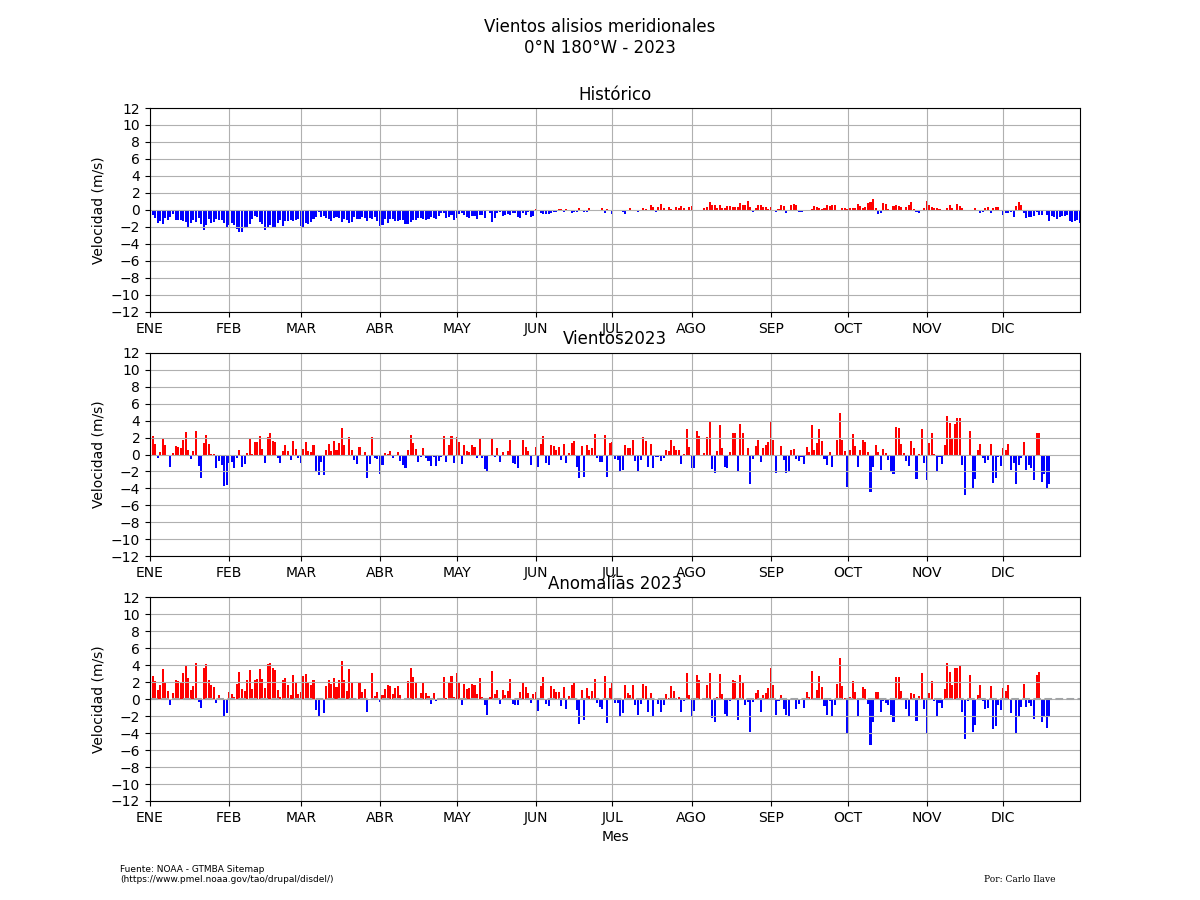 Vientos alisios meridionales
0°N 180°W - 2023
Histórico
12
10
8
6
4
2
0
−2
−4
−6
−8
−10
−12
Velocidad (m/s)
ENE FEB MAR ABR MAY JUN JUL AGO SEP OCT NOV DIC
Vientos2023
12
10
8
6
4
2
0
−2
−4
−6
−8
−10
−12
Velocidad (m/s)
ENE FEB MAR ABR MAY JUN JUL AGO SEP OCT NOV DIC
Anomalías 2023
12
10
8
6
4
2
0
−2
−4
−6
−8
−10
−12
Velocidad (m/s)
ENE FEB MAR ABR MAY JUN JUL AGO SEP OCT NOV DIC
Mes
Fuente: NOAA - GTMBA Sitemap
(https://www.pmel.noaa.gov/tao/drupal/disdel/)
Por: Carlo Ilave